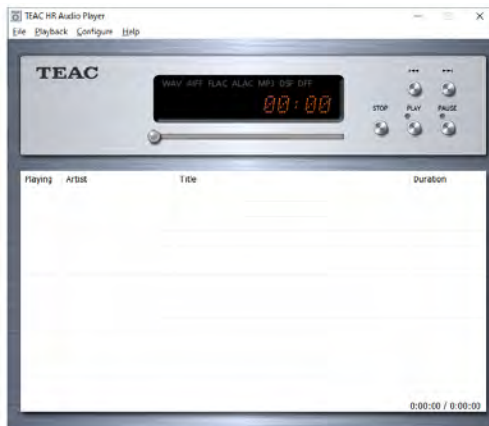 TEAC HR Audio Player
File Playback Configure Help
TEAC
WAV AIFF FLAC ALAC MP3 DSF DFF
00:00
STOP PLAY PAUSE
Playing Artist Title Duration
0:00:00 / 0:00:00